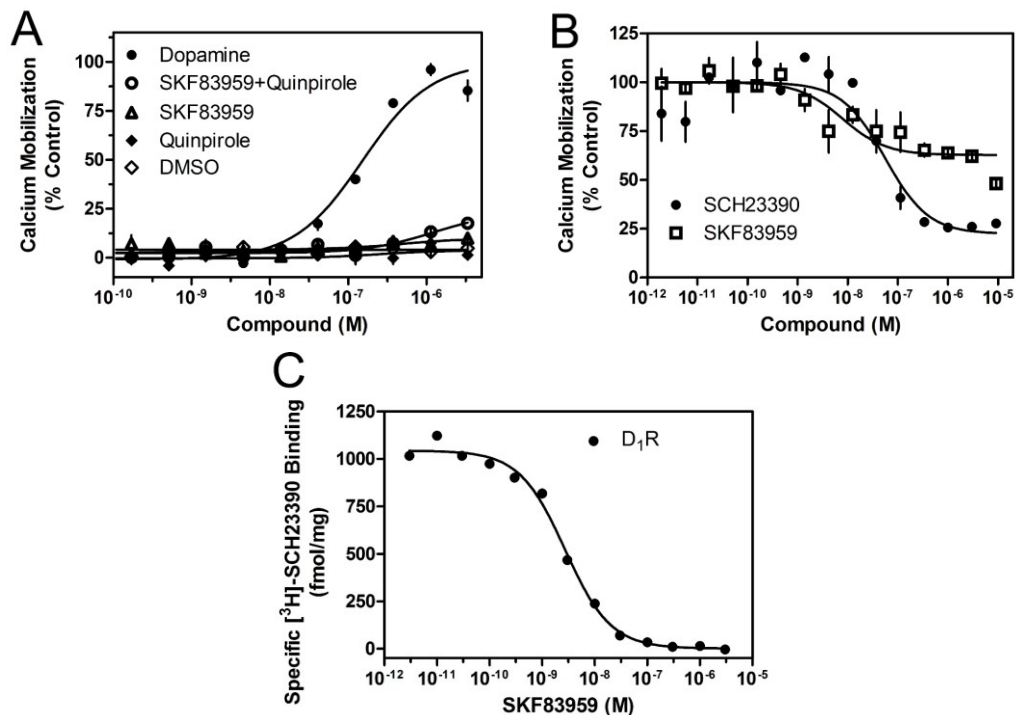 A
Calcium Mobilization
(% Control)
100
75
50
25
0
Dopamine
SKF83959+Quinpirole
SKF83959
Quinpirole
DMSO
10⁻¹⁰ 10⁻⁹ 10⁻⁸ 10⁻⁷ 10⁻⁶
Compound (M)
B
Calcium Mobilization
(% Control)
125
100
75
50
25
0
SCH23390
SKF83959
10⁻¹² 10⁻¹¹ 10⁻¹⁰ 10⁻⁹ 10⁻⁸ 10⁻⁷ 10⁻⁶ 10⁻⁵
Compound (M)
C
Specific [³H]-SCH23390 Binding
(fmol/mg)
1250
1000
750
500
250
0
D₁R
10⁻¹² 10⁻¹¹ 10⁻¹⁰ 10⁻⁹ 10⁻⁸ 10⁻⁷ 10⁻⁶ 10⁻⁵
SKF83959 (M)